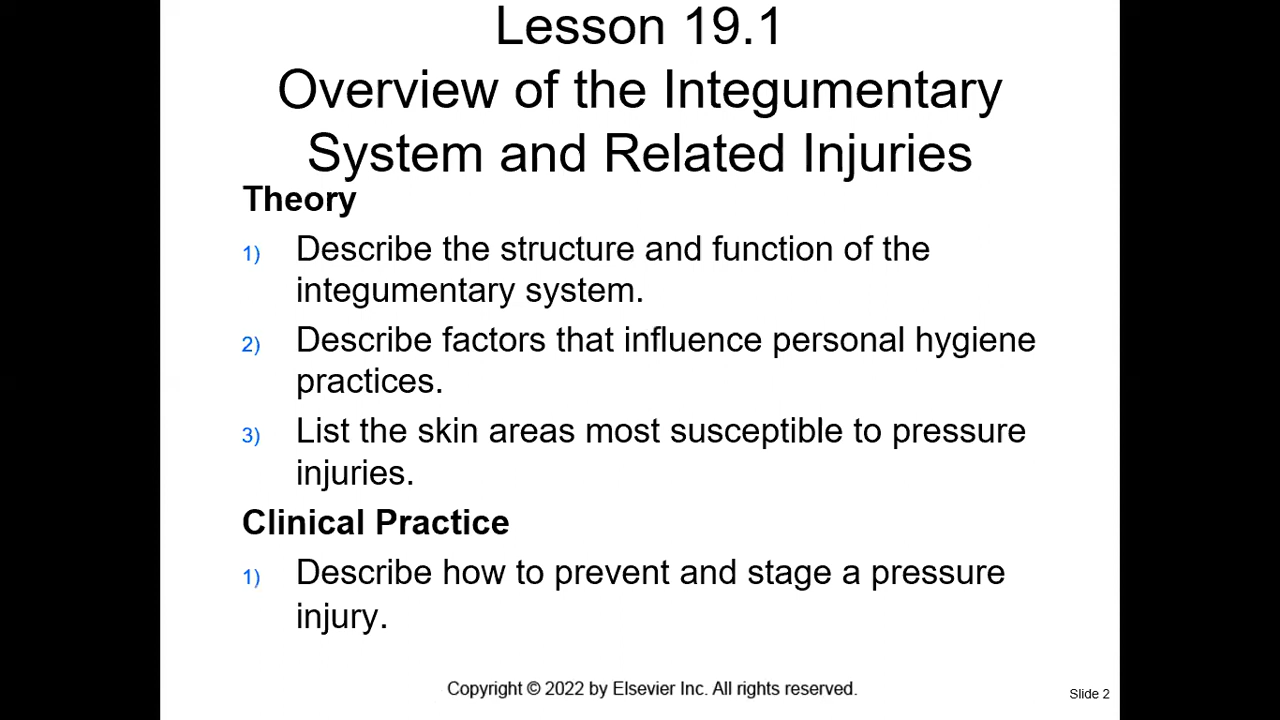 Lesson 19.1
Overview of the Integumentary
System and Related Injuries
Theory
1) Describe the structure and function of the
integumentary system.
2) Describe factors that influence personal hygiene
practices.
3) List the skin areas most susceptible to pressure
injuries.
Clinical Practice
1) Describe how to prevent and stage a pressure
injury.
Copyright © 2022 by Elsevier Inc. All rights reserved.
Slide 2